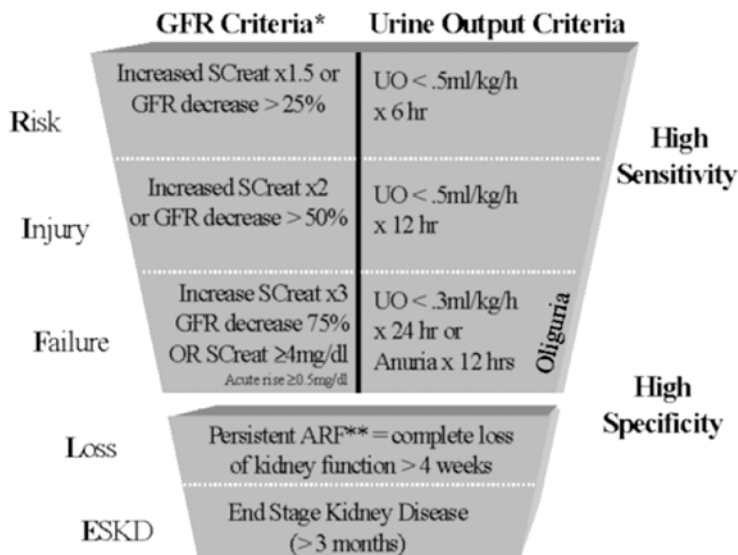 GFR Criteria* Urine Output Criteria
Risk
Increased SCreat x1.5 or
GFR decrease > 25%
UO < .5ml/kg/h
x 6 hr
High
Sensitivity
Injury
Increased SCreat x2
or GFR decrease > 50%
UO < .5ml/kg/h
x 12 hr
Failure
Increase SCreat x3
GFR decrease 75%
OR SCreat ≥4mg/dl
Acute rise ≥0.5mg/dl
UO < .3ml/kg/h
x 24 hr or
Anuria x 12 hrs
Oliguria
High
Specificity
Loss
Persistent ARF** = complete loss
of kidney function > 4 weeks
ESKD
End Stage Kidney Disease
(> 3 months)